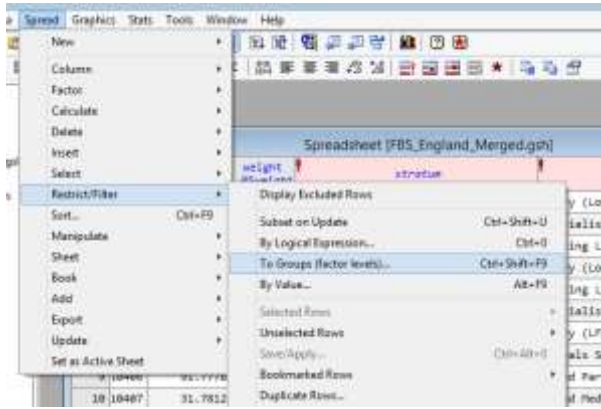 Spread Graphics Stats Tools Window Help
New
Column
Factor
Calculate
Delete
Insert
Select
Restrict/Filter
Sort... Ctrl+F9
Manipulate
Sheet
Book
Add
Export
Update
Set as Active Sheet
Spreadsheet [FBS_England_Merged.gsh]
weight
stratum
Display Excluded Rows
Subset on Update Ctrl+Shift+U
By Logical Expression... Ctrl+0
To Groups (factor levels)... Ctrl+Shift+F9
By Value... Alt+F9
Selected Rows
Unselected Rows
Save/Apply...
Bookmarked Rows
Duplicate Rows...
10 10407 31.7812